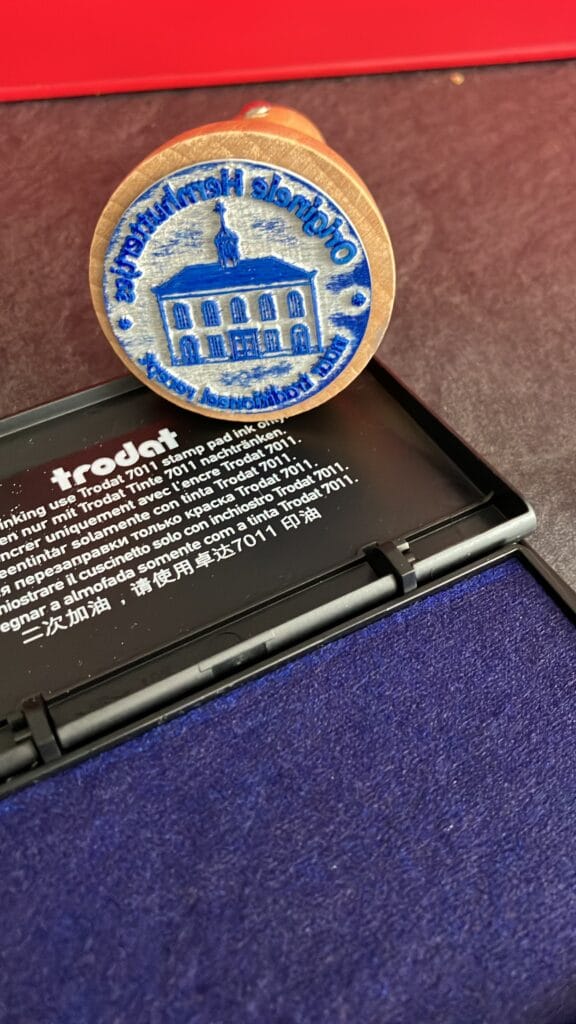 Originele Hernhutterjes
naar traditioneel recept
trodat
inking use Trodat 7011 stamp pad ink only.
en nur mit Trodat Tinte 7011 nachtränken.
ncrer uniquement avec l'encre Trodat 7011.
eentintar solamente con tinta Trodat 7011.
я перезаправки только краска Trodat 7011.
hiostrare il cuscinetto solo con inchiostro Trodat 7011.
egnar a almofada somente com a tinta Trodat 7011.
二次加油，请使用卓达7011 印油